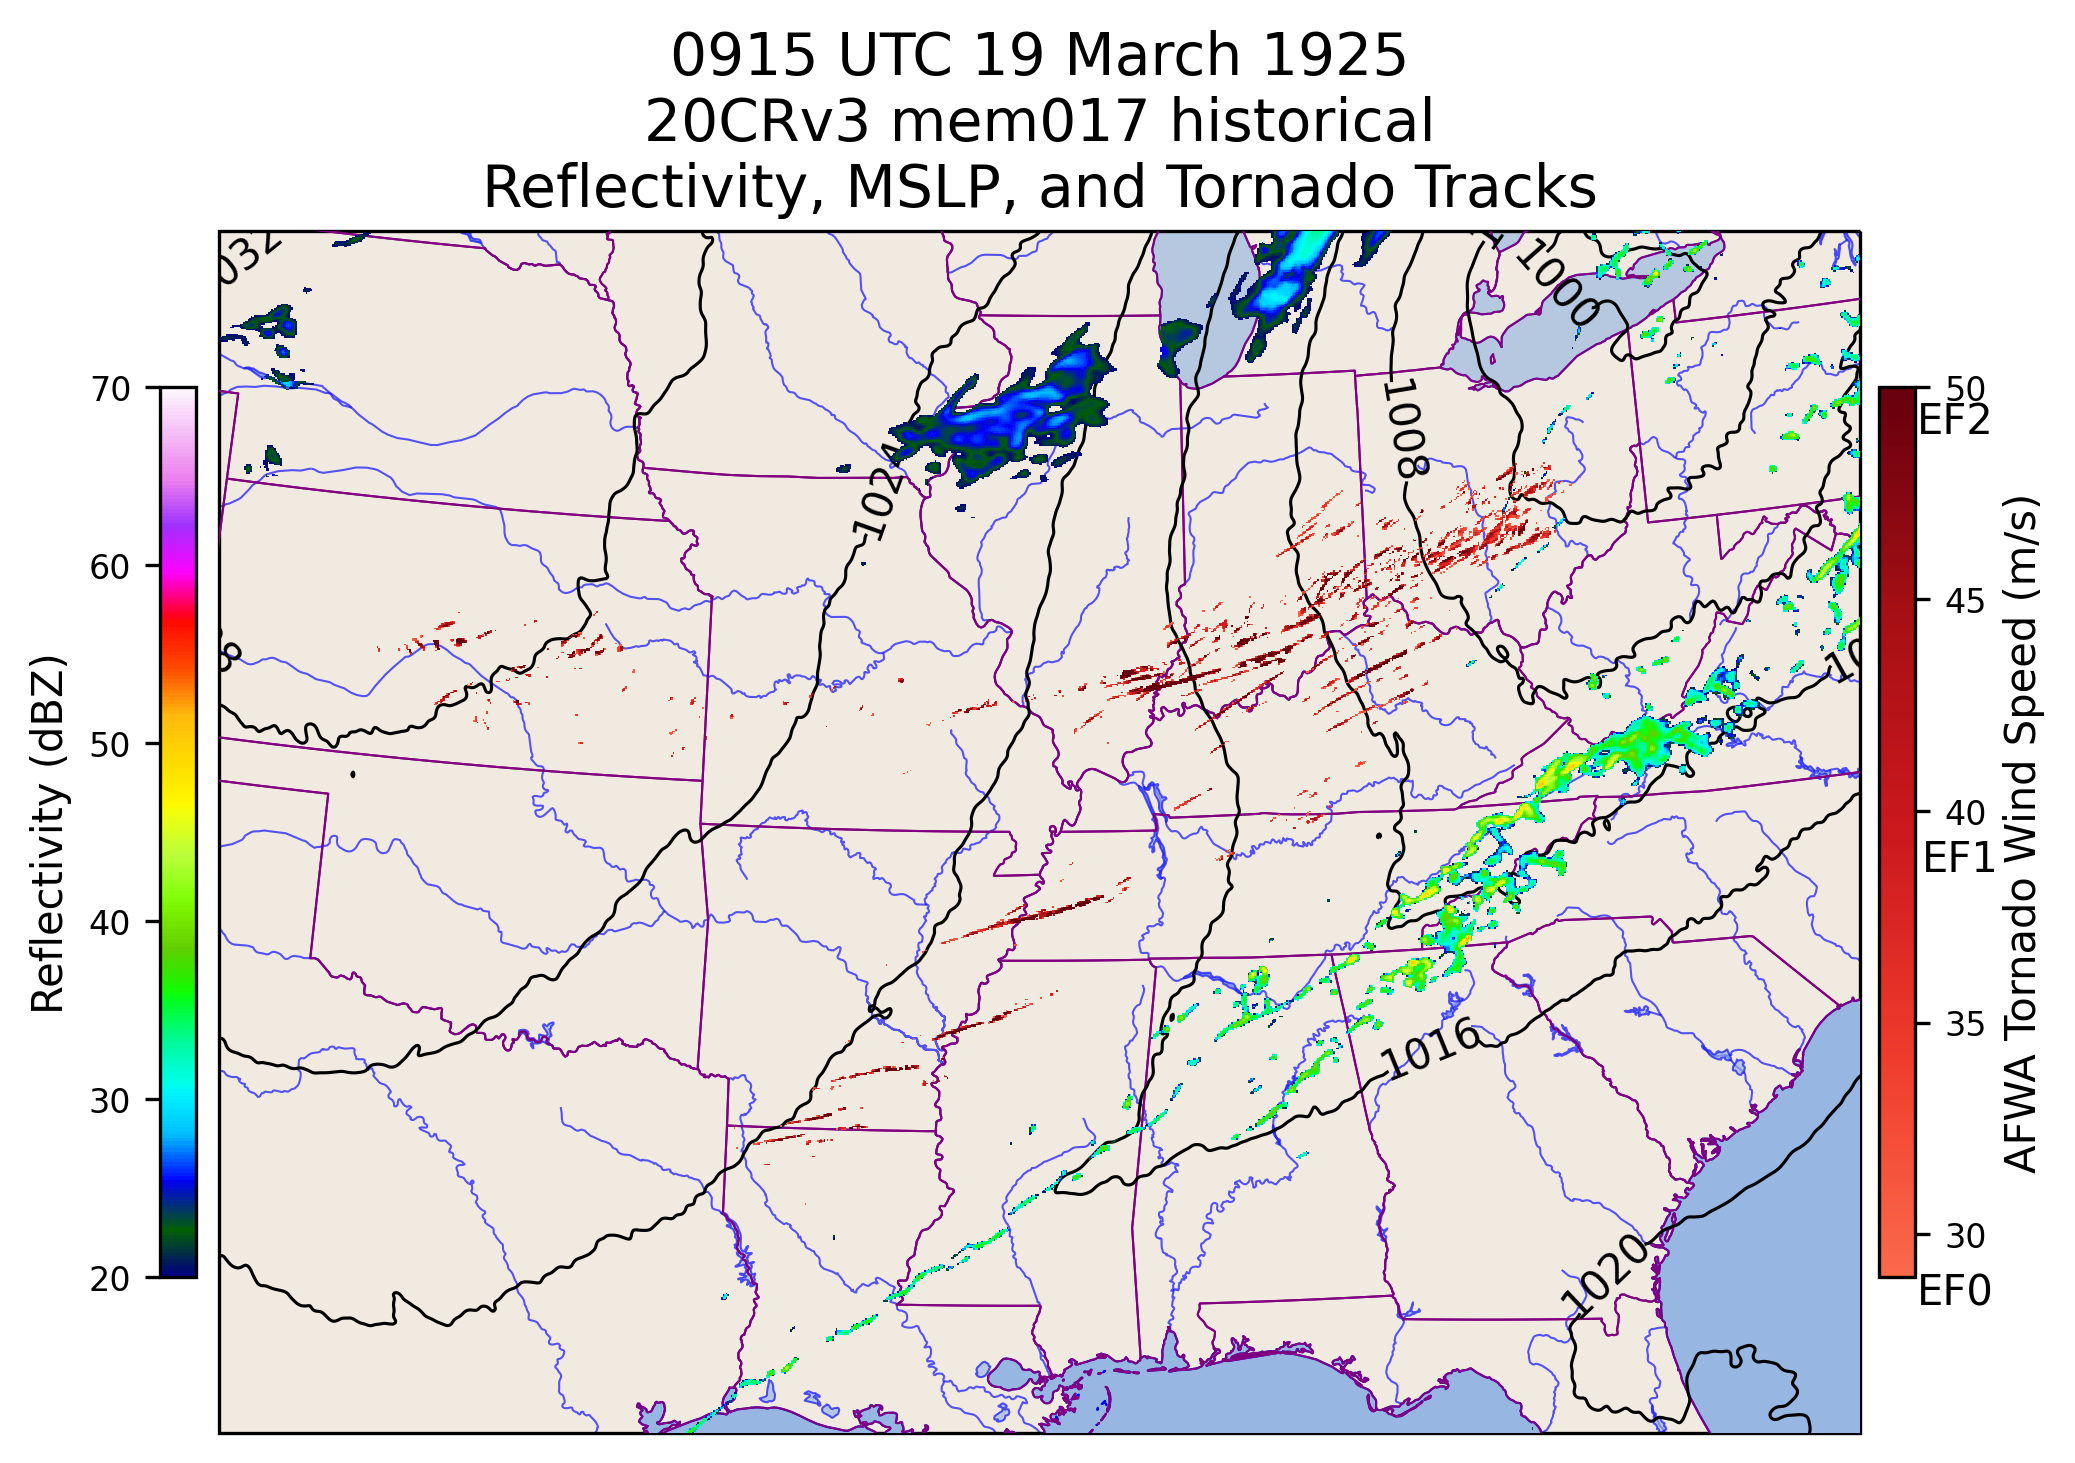 0915 UTC 19 March 1925
20CRv3 mem017 historical
Reflectivity, MSLP, and Tornado Tracks
032
1000
70
50
EF2
1008
1024
60
45
Reflectivity (dBZ)
AFWA Tornado Wind Speed (m/s)
50
40
EF1
40
35
1016
30
30
1020
20
EF0